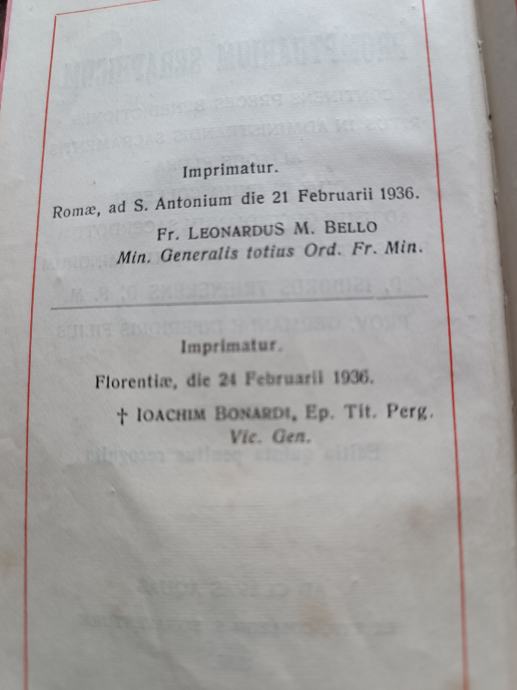 Imprimatur.
Romæ, ad S. Antonium die 21 Februarii 1936.
Fr. LEONARDUS M. BELLO
Min. Generalis totius Ord. Fr. Min.
Imprimatur.
Florentiæ, die 24 Februarii 1936.
† IOACHIM BONARDI, Ep. Tit. Perg.
Vic. Gen.